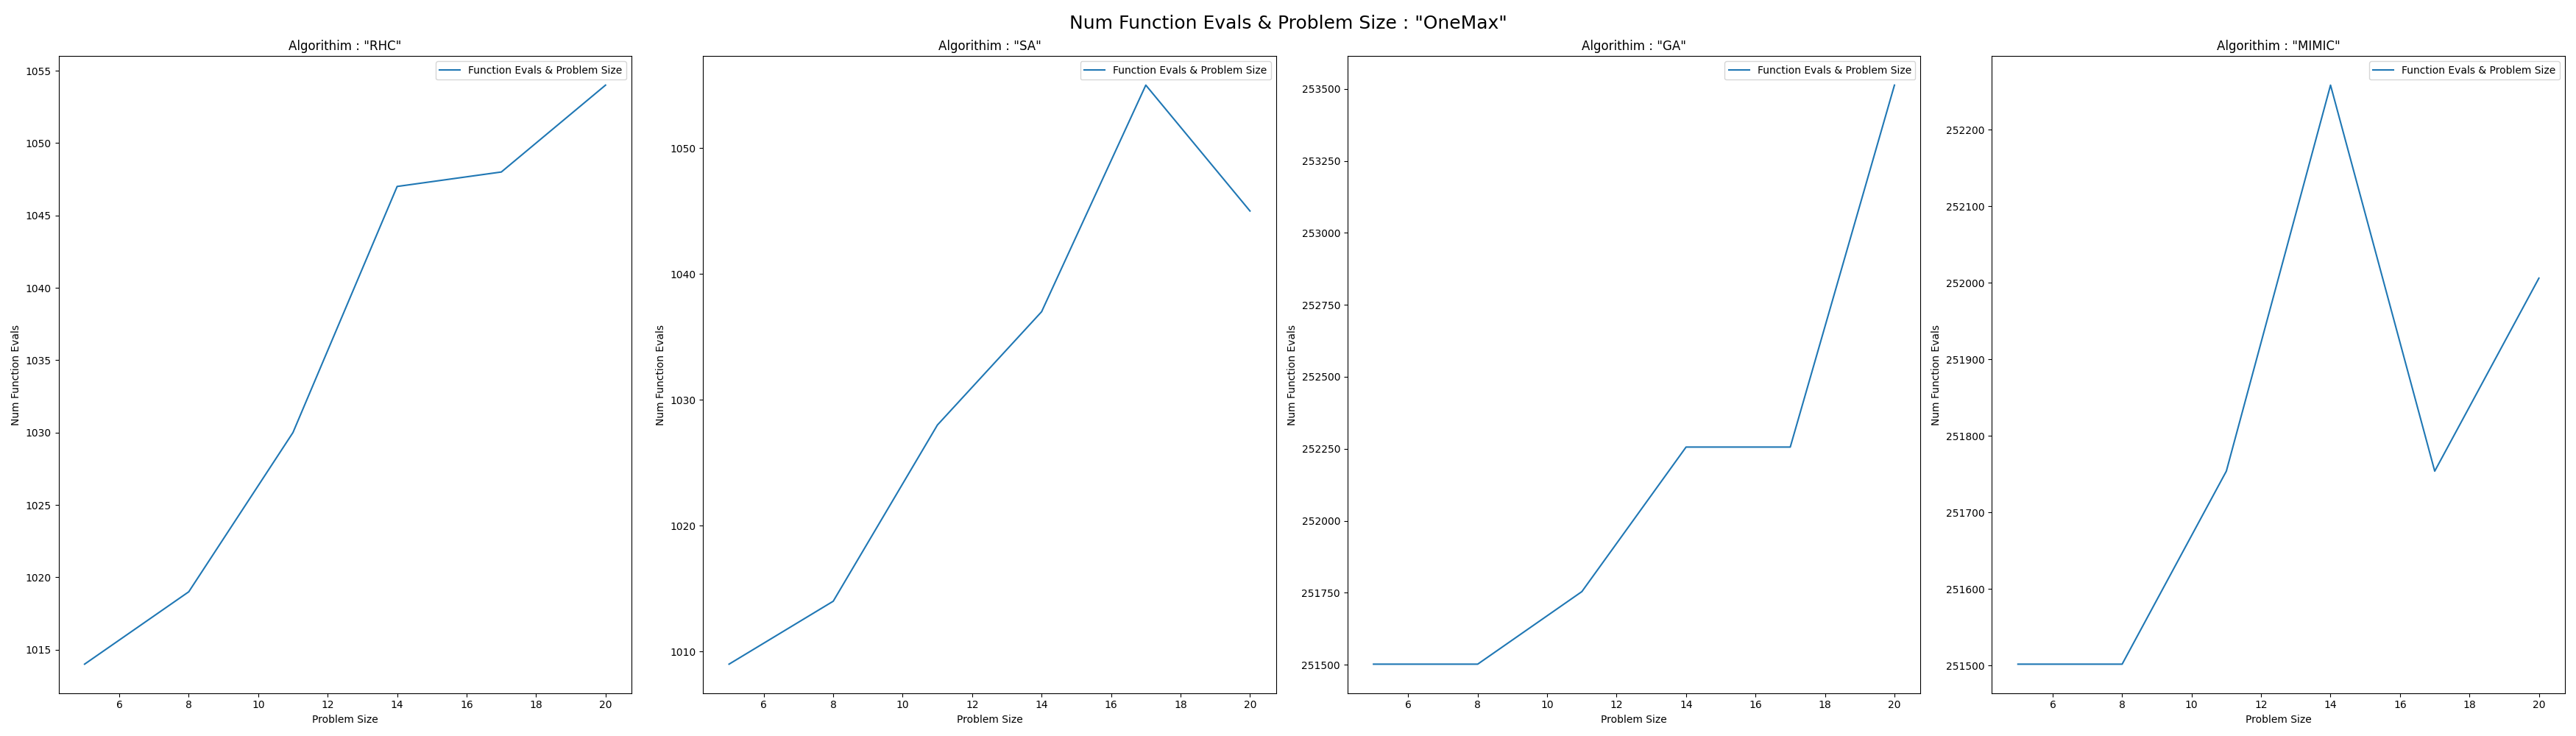 Num Function Evals & Problem Size : "OneMax"
Algorithim : "RHC"
Function Evals & Problem Size
1055
1050
1045
1040
1035
1030
1025
1020
1015
Num Function Evals
6 8 10 12 14 16 18 20
Problem Size
Algorithim : "SA"
Function Evals & Problem Size
1050
1040
1030
1020
1010
Num Function Evals
6 8 10 12 14 16 18 20
Problem Size
Algorithim : "GA"
Function Evals & Problem Size
253500
253250
253000
252750
252500
252250
252000
251750
251500
Num Function Evals
6 8 10 12 14 16 18 20
Problem Size
Algorithim : "MIMIC"
Function Evals & Problem Size
252200
252100
252000
251900
251800
251700
251600
251500
Num Function Evals
6 8 10 12 14 16 18 20
Problem Size